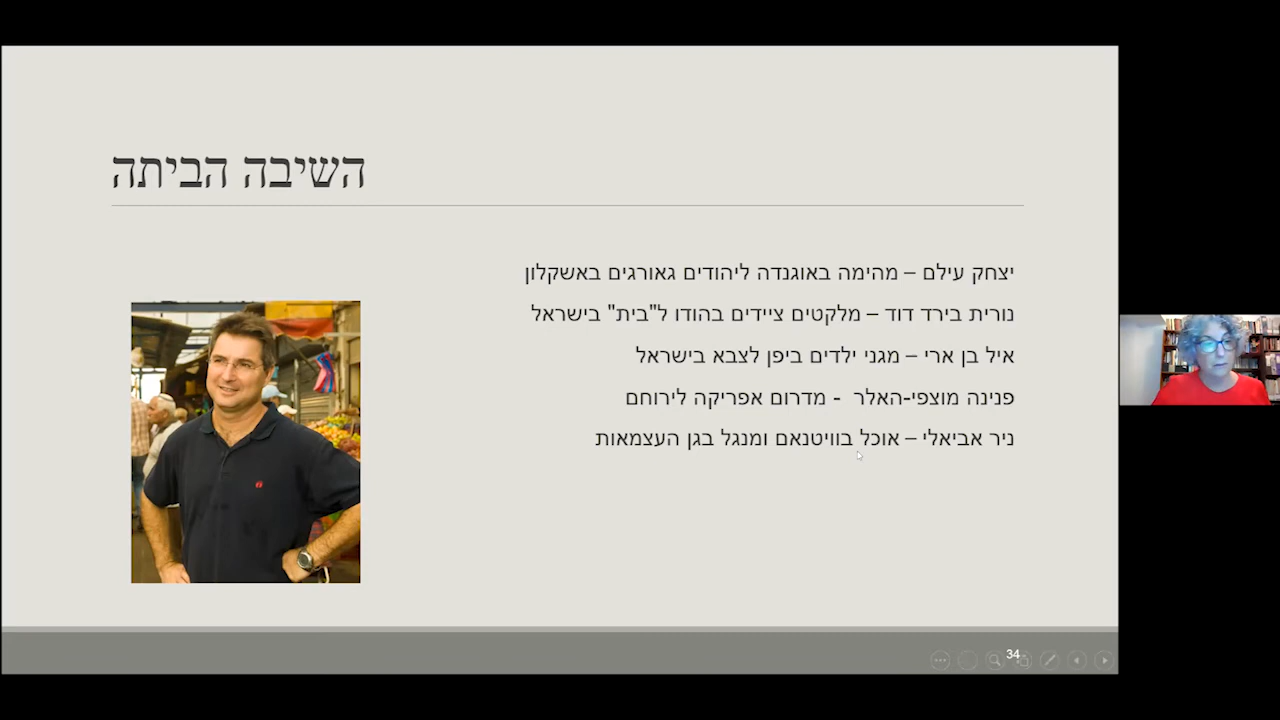 השיבה הביתה
יצחק עילם – מהימה באוגנדה ליהודים גאורגים באשקלון
נורית בירד דוד – מלקטים ציידים בהודו ל"בית" בישראל
איל בן ארי – מגני ילדים ביפן לצבא בישראל
פנינה מוצפי-האלר - מדרום אפריקה לירוחם
ניר אביאלי – אוכל בוויטנאם ומנגל בגן העצמאות
34